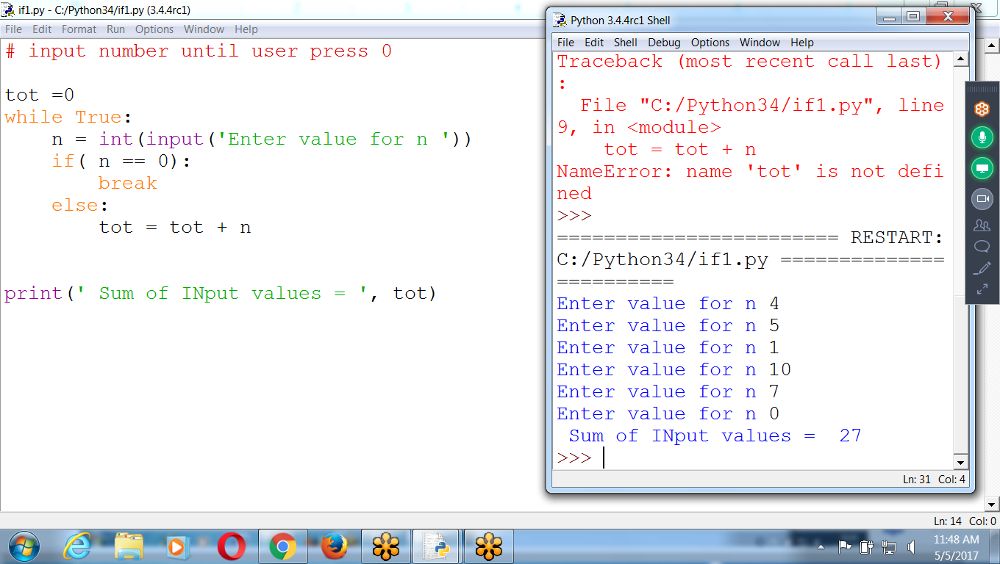 if1.py - C:/Python34/if1.py (3.4.4rc1)
File Edit Format Run Options Window Help
# input number until user press 0
tot =0
while True:
n = int(input('Enter value for n '))
if( n == 0):
break
else:
tot = tot + n
print(' Sum of INput values = ', tot)
Python 3.4.4rc1 Shell
File Edit Shell Debug Options Window Help
Traceback (most recent call last)
:
File "C:/Python34/if1.py", line
9, in <module>
tot = tot + n
NameError: name 'tot' is not defi
ned
>>>
======================== RESTART:
C:/Python34/if1.py ==============
==========
Enter value for n 4
Enter value for n 5
Enter value for n 1
Enter value for n 10
Enter value for n 7
Enter value for n 0
Sum of INput values =  27
>>>
Ln: 31 Col: 4
Ln: 14 Col: 0
11:48 AM
5/5/2017